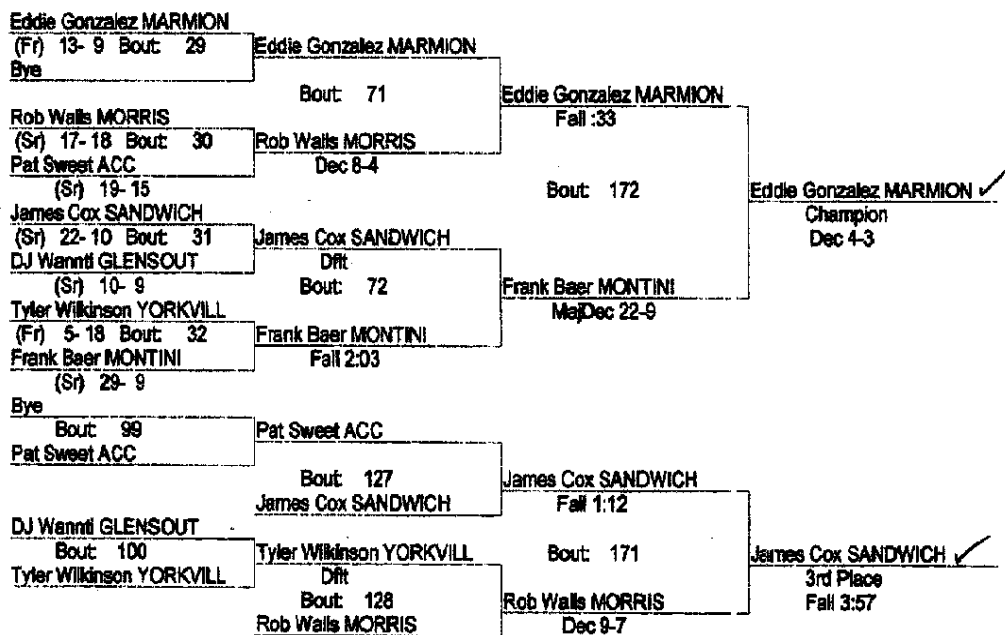 Eddie Gonzalez MARMION
(Fr) 13- 9 Bout: 29
Bye
Eddie Gonzalez MARMION
Bout: 71
Rob Walls MORRIS
(Sr) 17- 18 Bout: 30
Pat Sweet ACC
(Sr) 19- 15
Rob Walls MORRIS
Dec 8-4
Eddie Gonzalez MARMION
Fall :33
James Cox SANDWICH
(Sr) 22- 10 Bout: 31
DJ Wannti GLENSOUT
(Sr) 10- 9
James Cox SANDWICH
Dflt
Bout: 72
Tyler Wilkinson YORKVILL
(Fr) 5- 18 Bout: 32
Frank Baer MONTINI
(Sr) 29- 9
Frank Baer MONTINI
Fall 2:03
Frank Baer MONTINI
MajDec 22-9
Bout: 172
Eddie Gonzalez MARMION
Champion
Dec 4-3
Bye
Bout: 99
Pat Sweet ACC
Pat Sweet ACC
Bout: 127
James Cox SANDWICH
James Cox SANDWICH
Fall 1:12
DJ Wannti GLENSOUT
Bout: 100
Tyler Wilkinson YORKVILL
Tyler Wilkinson YORKVILL
Dflt
Bout: 128
Rob Walls MORRIS
Rob Walls MORRIS
Dec 9-7
Bout: 171
James Cox SANDWICH
3rd Place
Fall 3:57